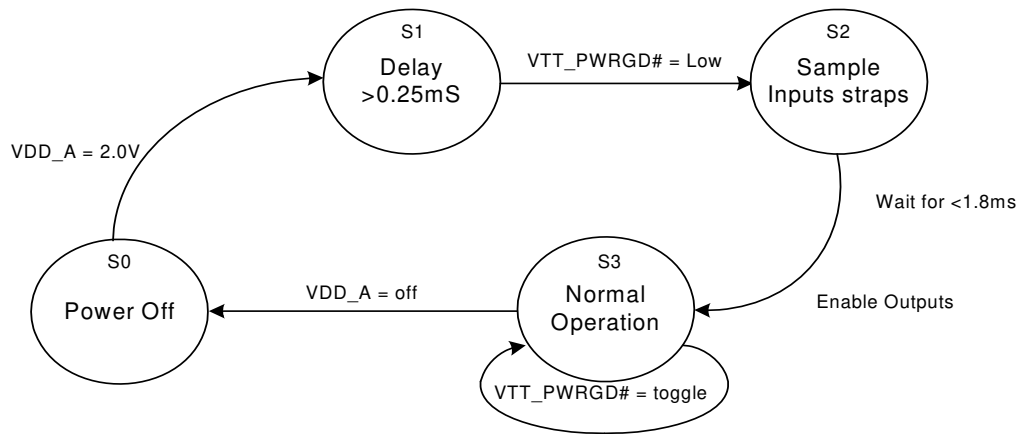 S1
Delay
>0.25mS
VTT_PWRGD# = Low
S2
Sample
Inputs straps
VDD_A = 2.0V
Wait for <1.8ms
S0
Power Off
VDD_A = off
S3
Normal
Operation
Enable Outputs
VTT_PWRGD# = toggle